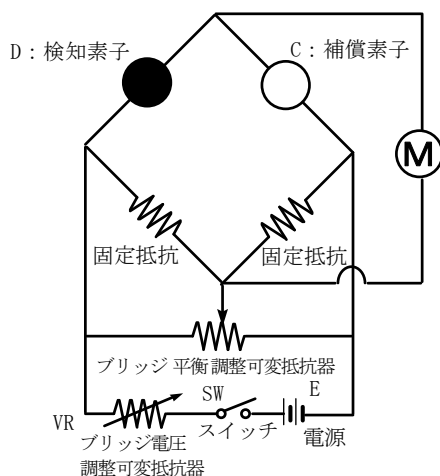 D：検知素子
C：補償素子
M
固定抵抗
固定抵抗
ブリッジ平衡調整可変抵抗器
SW
E
VR
スイッチ
電源
ブリッジ電圧
調整可変抵抗器